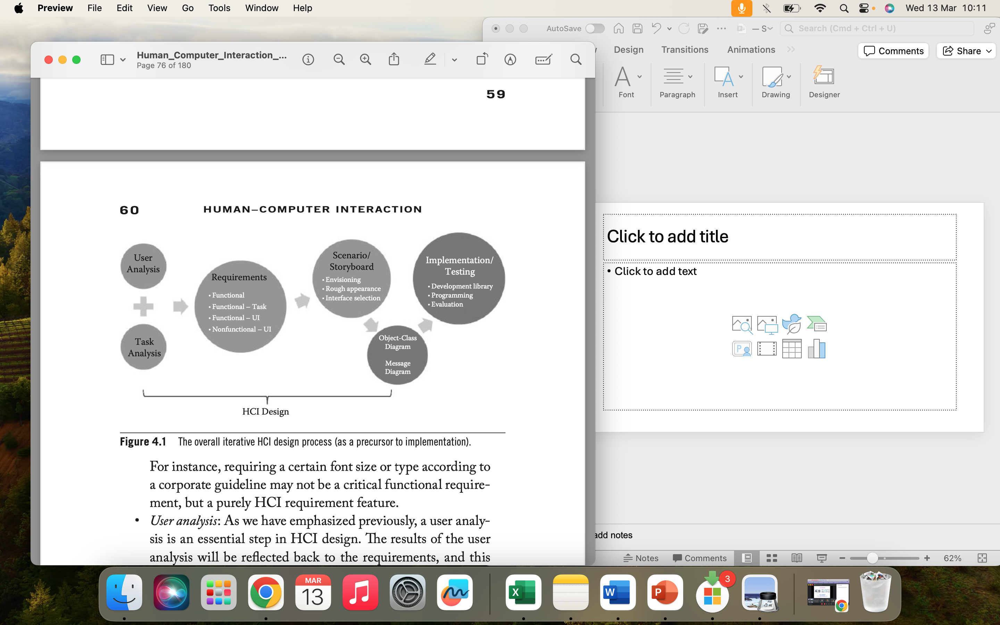 Preview File Edit View Go Tools Window Help
Wed 13 Mar 10:11
AutoSave
S
Search (Cmd + Ctrl + U)
Human_Computer_Interaction_...
Page 76 of 180
Design Transitions Animations
Comments
Share
Font
Paragraph
Insert
Drawing
Designer
59
60 HUMAN–COMPUTER INTERACTION
User
Analysis
Task
Analysis
Requirements
• Functional
• Functional – Task
• Functional – UI
• Nonfunctional – UI
Scenario/
Storyboard
• Envisioning
• Rough appearance
• Interface selection
Object-Class
Diagram
Message
Diagram
Implementation/
Testing
• Development library
• Programming
• Evaluation
HCI Design
Figure 4.1 The overall iterative HCI design process (as a precursor to implementation).
For instance, requiring a certain font size or type according to
a corporate guideline may not be a critical functional require-
ment, but a purely HCI requirement feature.
• User analysis: As we have emphasized previously, a user analy-
sis is an essential step in HCI design. The results of the user
analysis will be reflected back to the requirements, and this
Click to add title
• Click to add text
add notes
Notes
Comments
62%
MAR
13
X
W
P
3